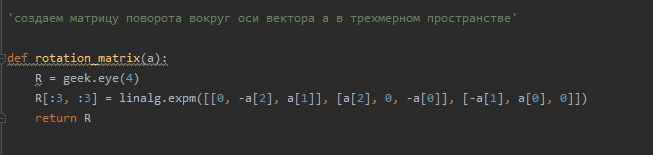 'создаем матрицу поворота вокруг оси вектора a в трехмерном пространстве'
def rotation_matrix(a):
R = geek.eye(4)
R[:3, :3] = linalg.expm([[0, -a[2], a[1]], [a[2], 0, -a[0]], [-a[1], a[0], 0]])
return R